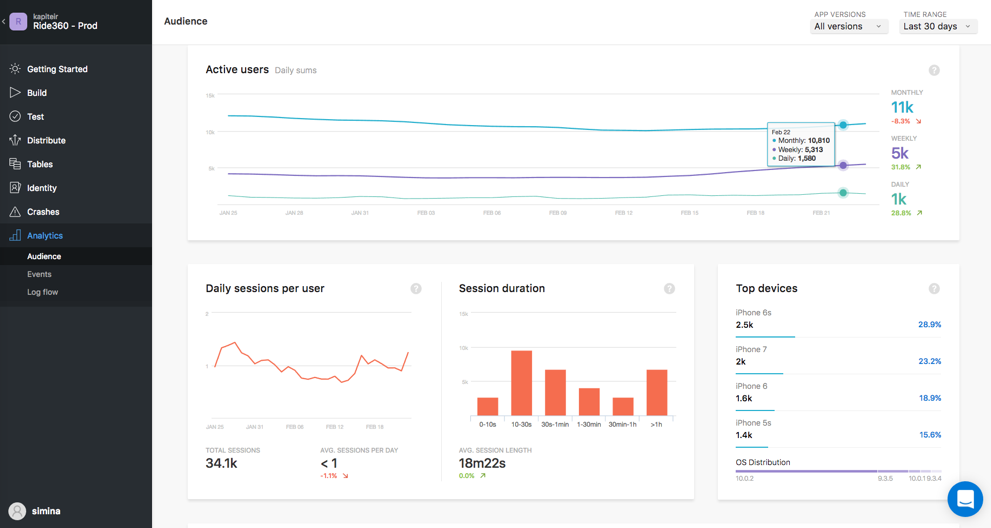 kapiteir
R
Ride360 - Prod
Getting Started
Build
Test
Distribute
Tables
Identity
Crashes
Analytics
Audience
Events
Log flow
simina
Audience
APP VERSIONS
All versions
TIME RANGE
Last 30 days
Active users Daily sums
?
15k
10k
5k
JAN 25
JAN 28
JAN 31
FEB 03
FEB 06
FEB 09
FEB 12
FEB 15
FEB 18
FEB 21
Feb 22
Monthly: 10,810
Weekly: 5,313
Daily: 1,580
MONTHLY
11k
-8.3%
WEEKLY
5k
31.8%
DAILY
1k
28.8%
Daily sessions per user
?
2
1
JAN 25
JAN 31
FEB 06
FEB 12
FEB 18
TOTAL SESSIONS
34.1k
AVG. SESSIONS PER DAY
< 1
-1.1%
Session duration
?
15k
10k
5k
0-10s
10-30s
30s-1min
1-30min
30min-1h
>1h
AVG. SESSION LENGTH
18m22s
0.0%
Top devices
?
iPhone 6s
2.5k 28.9%
iPhone 7
2k 23.2%
iPhone 6
1.6k 18.9%
iPhone 5s
1.4k 15.6%
OS Distribution
10.0.2 9.3.5 10.0.1 9.3.4